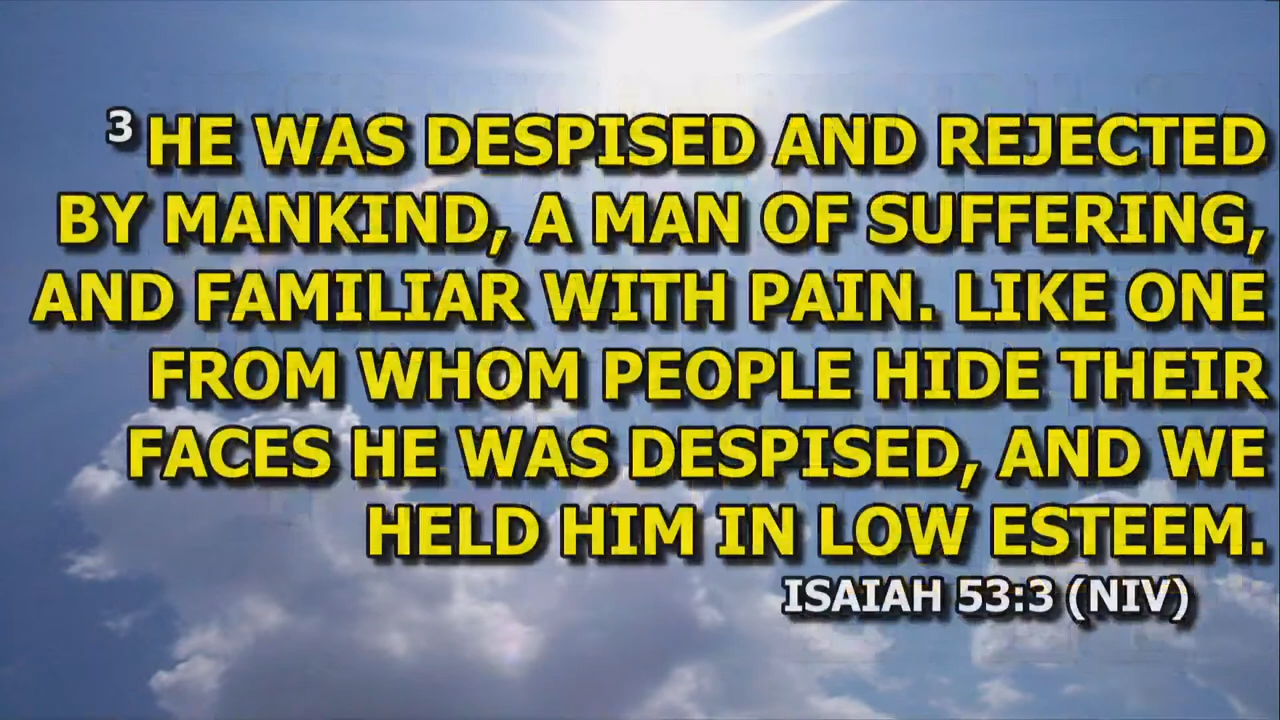 3 HE WAS DESPISED AND REJECTED
BY MANKIND, A MAN OF SUFFERING,
AND FAMILIAR WITH PAIN. LIKE ONE
FROM WHOM PEOPLE HIDE THEIR
FACES HE WAS DESPISED, AND WE
HELD HIM IN LOW ESTEEM.
ISAIAH 53:3 (NIV)